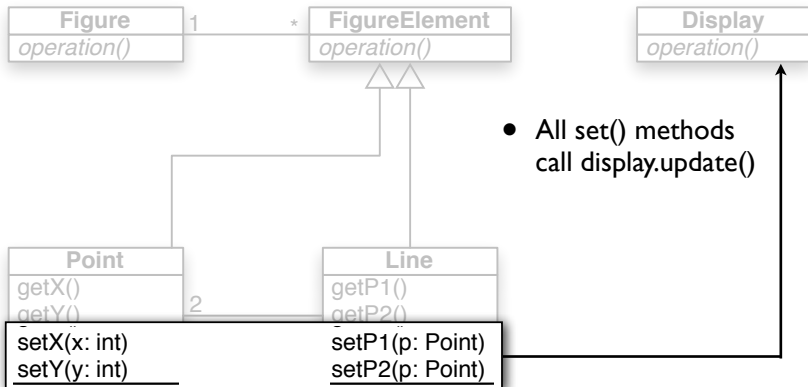 Figure
operation()
1
*
FigureElement
operation()
Display
operation()
• All set() methods
call display.update()
Point
getX()
getY()
2
Line
getP1()
getP2()
setX(x: int)
setY(y: int)
setP1(p: Point)
setP2(p: Point)